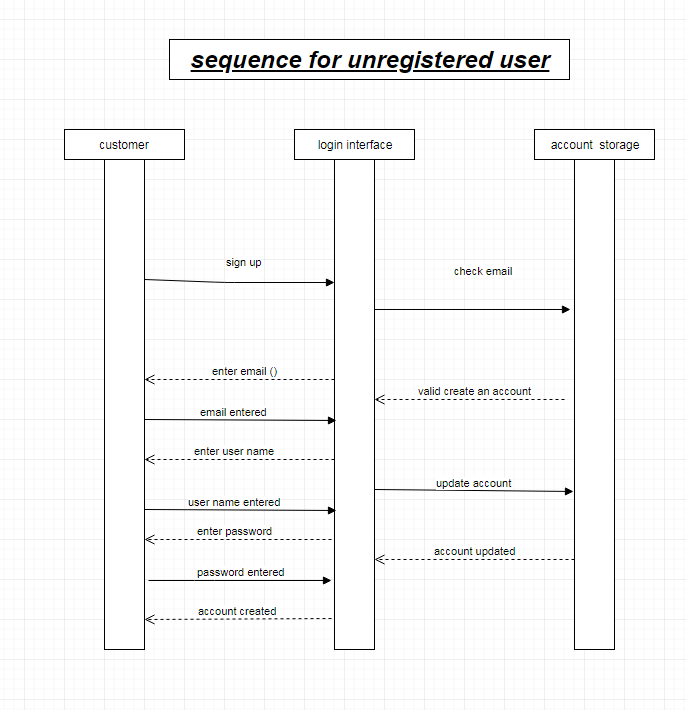 sequence for unregistered user
customer
login interface
account  storage
sign up
check email
enter email ()
valid create an account
email entered
enter user name
update account
user name entered
enter password
account updated
password entered
account created